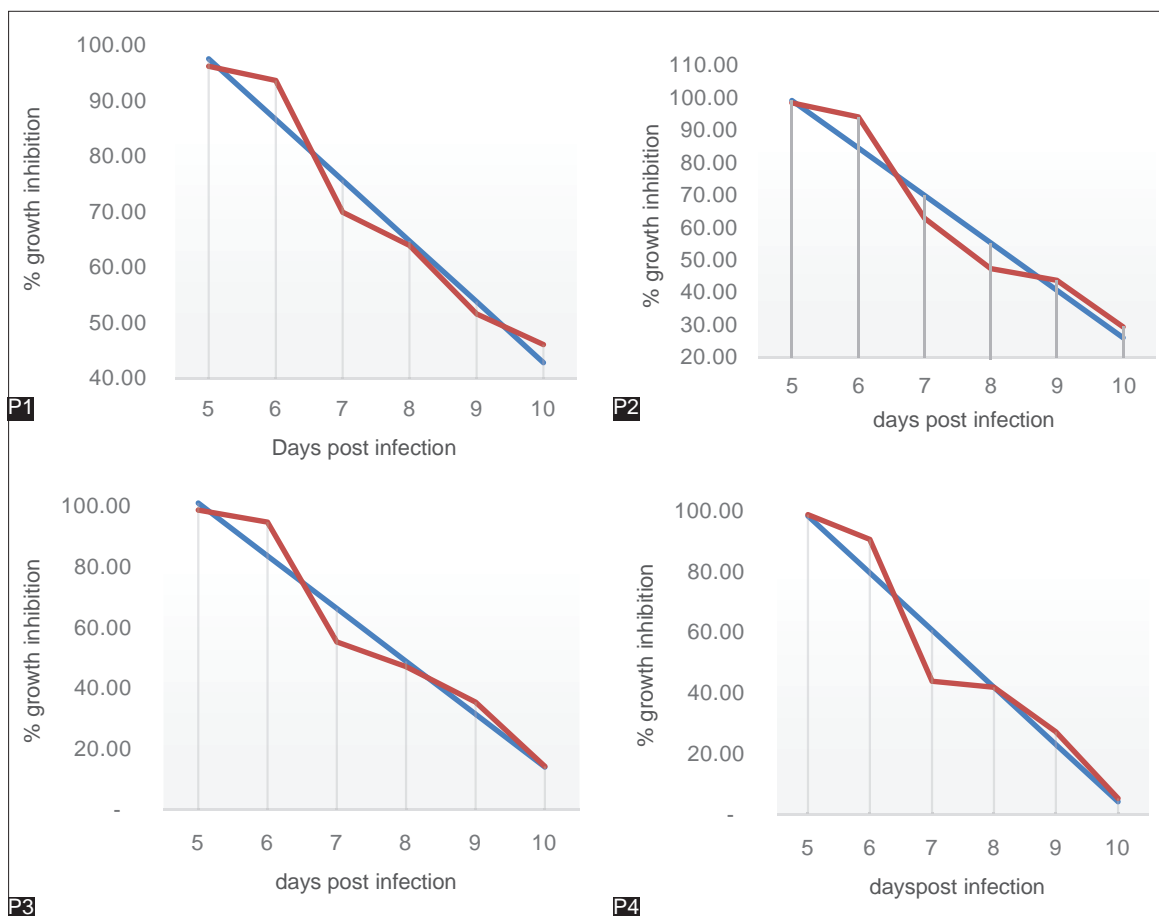 % growth inhibition
100.00
90.00
80.00
70.00
60.00
50.00
40.00
5 6 7 8 9 10
Days post infection
P1
% growth inhibition
110.00
100.00
90.00
80.00
70.00
60.00
50.00
40.00
30.00
20.00
5 6 7 8 9 10
days post infection
P2
% growth inhibition
100.00
80.00
60.00
40.00
20.00
-
5 6 7 8 9 10
days post infection
P3
% growth inhibition
100.00
80.00
60.00
40.00
20.00
-
5 6 7 8 9 10
dayspost infection
P4